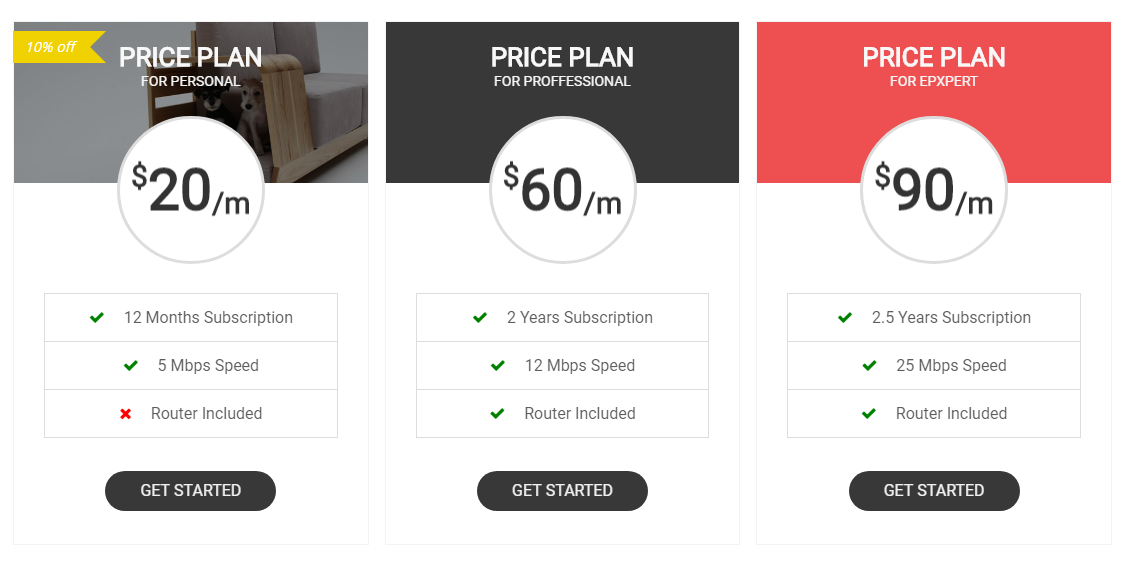 10% off
PRICE PLAN
FOR PERSONAL
$20/m
12 Months Subscription
5 Mbps Speed
Router Included
GET STARTED
PRICE PLAN
FOR PROFFESSIONAL
$60/m
2 Years Subscription
12 Mbps Speed
Router Included
GET STARTED
PRICE PLAN
FOR EPXPERT
$90/m
2.5 Years Subscription
25 Mbps Speed
Router Included
GET STARTED